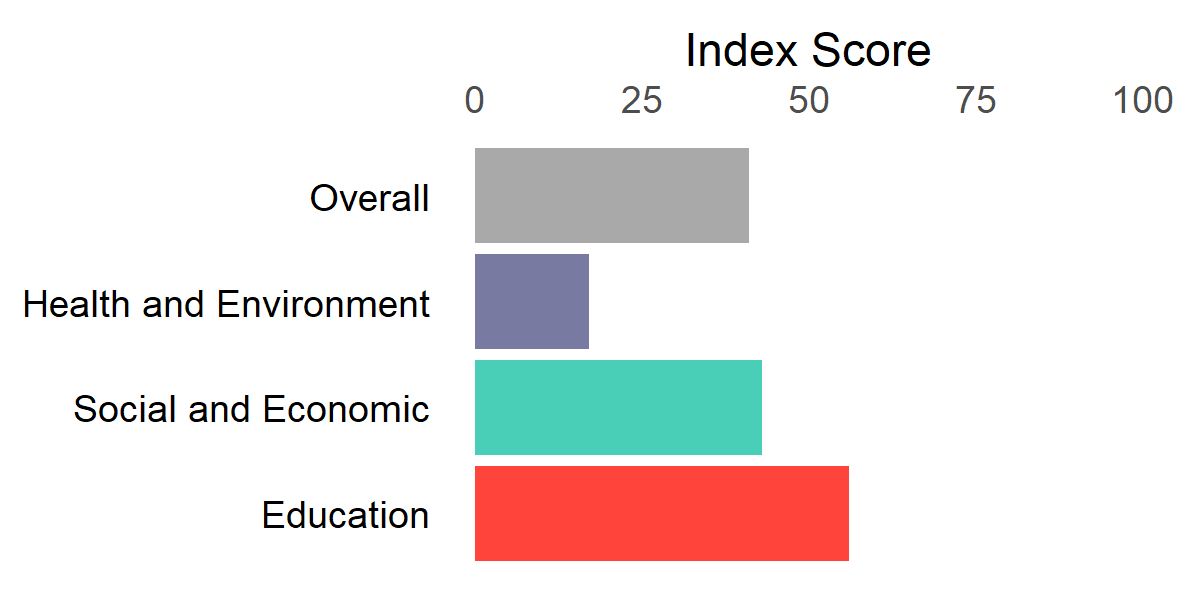 Index Score
0 25 50 75 100
Overall
Health and Environment
Social and Economic
Education